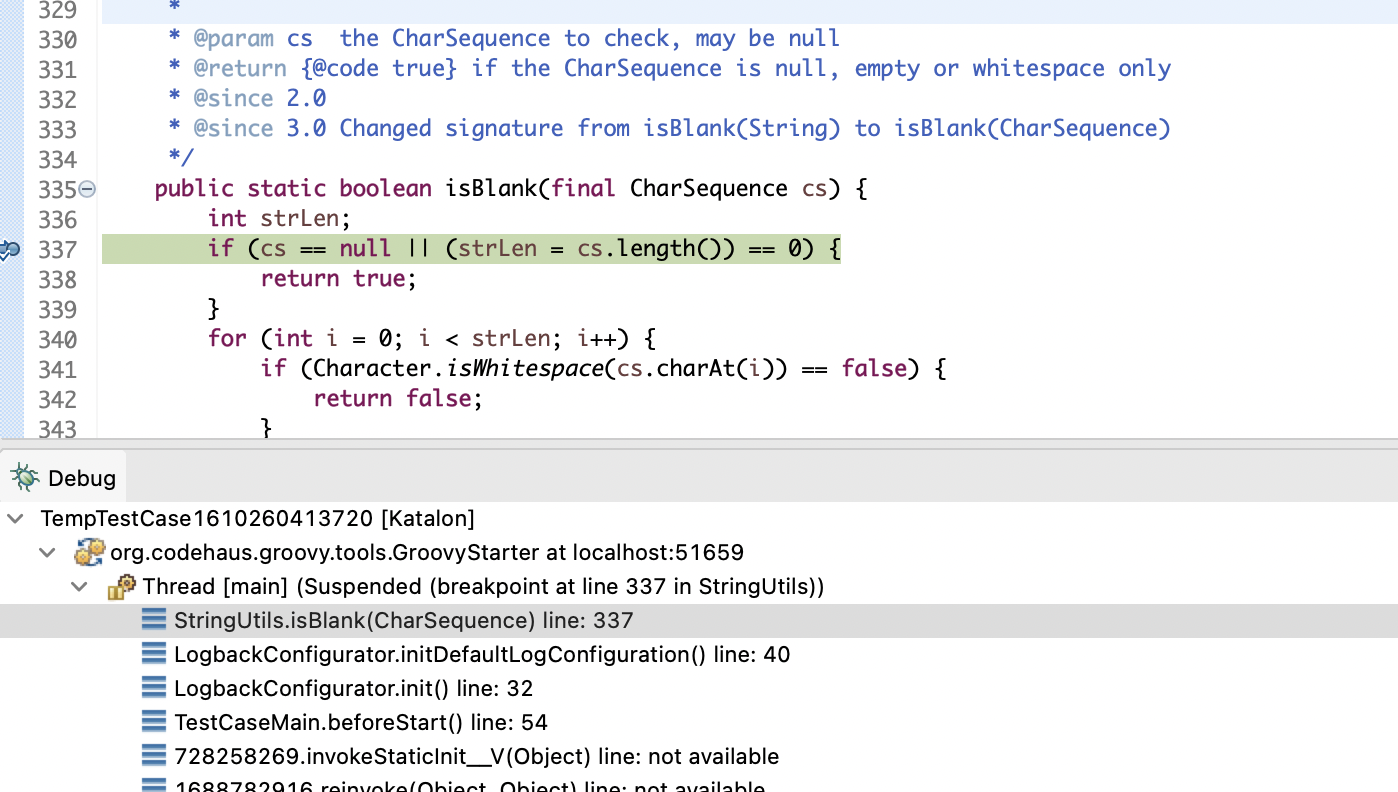 329 *
330 * @param cs  the CharSequence to check, may be null
331 * @return {@code true} if the CharSequence is null, empty or whitespace only
332 * @since 2.0
333 * @since 3.0 Changed signature from isBlank(String) to isBlank(CharSequence)
334 */
335 public static boolean isBlank(final CharSequence cs) {
336 int strLen;
337 if (cs == null || (strLen = cs.length()) == 0) {
338 return true;
339 }
340 for (int i = 0; i < strLen; i++) {
341 if (Character.isWhitespace(cs.charAt(i)) == false) {
342 return false;
343 }
Debug
TempTestCase1610260413720 [Katalon]
org.codehaus.groovy.tools.GroovyStarter at localhost:51659
Thread [main] (Suspended (breakpoint at line 337 in StringUtils))
StringUtils.isBlank(CharSequence) line: 337
LogbackConfigurator.initDefaultLogConfiguration() line: 40
LogbackConfigurator.init() line: 32
TestCaseMain.beforeStart() line: 54
728258269.invokeStaticInit__V(Object) line: not available
1688782916.reinvoke(Object, Object) line: not available